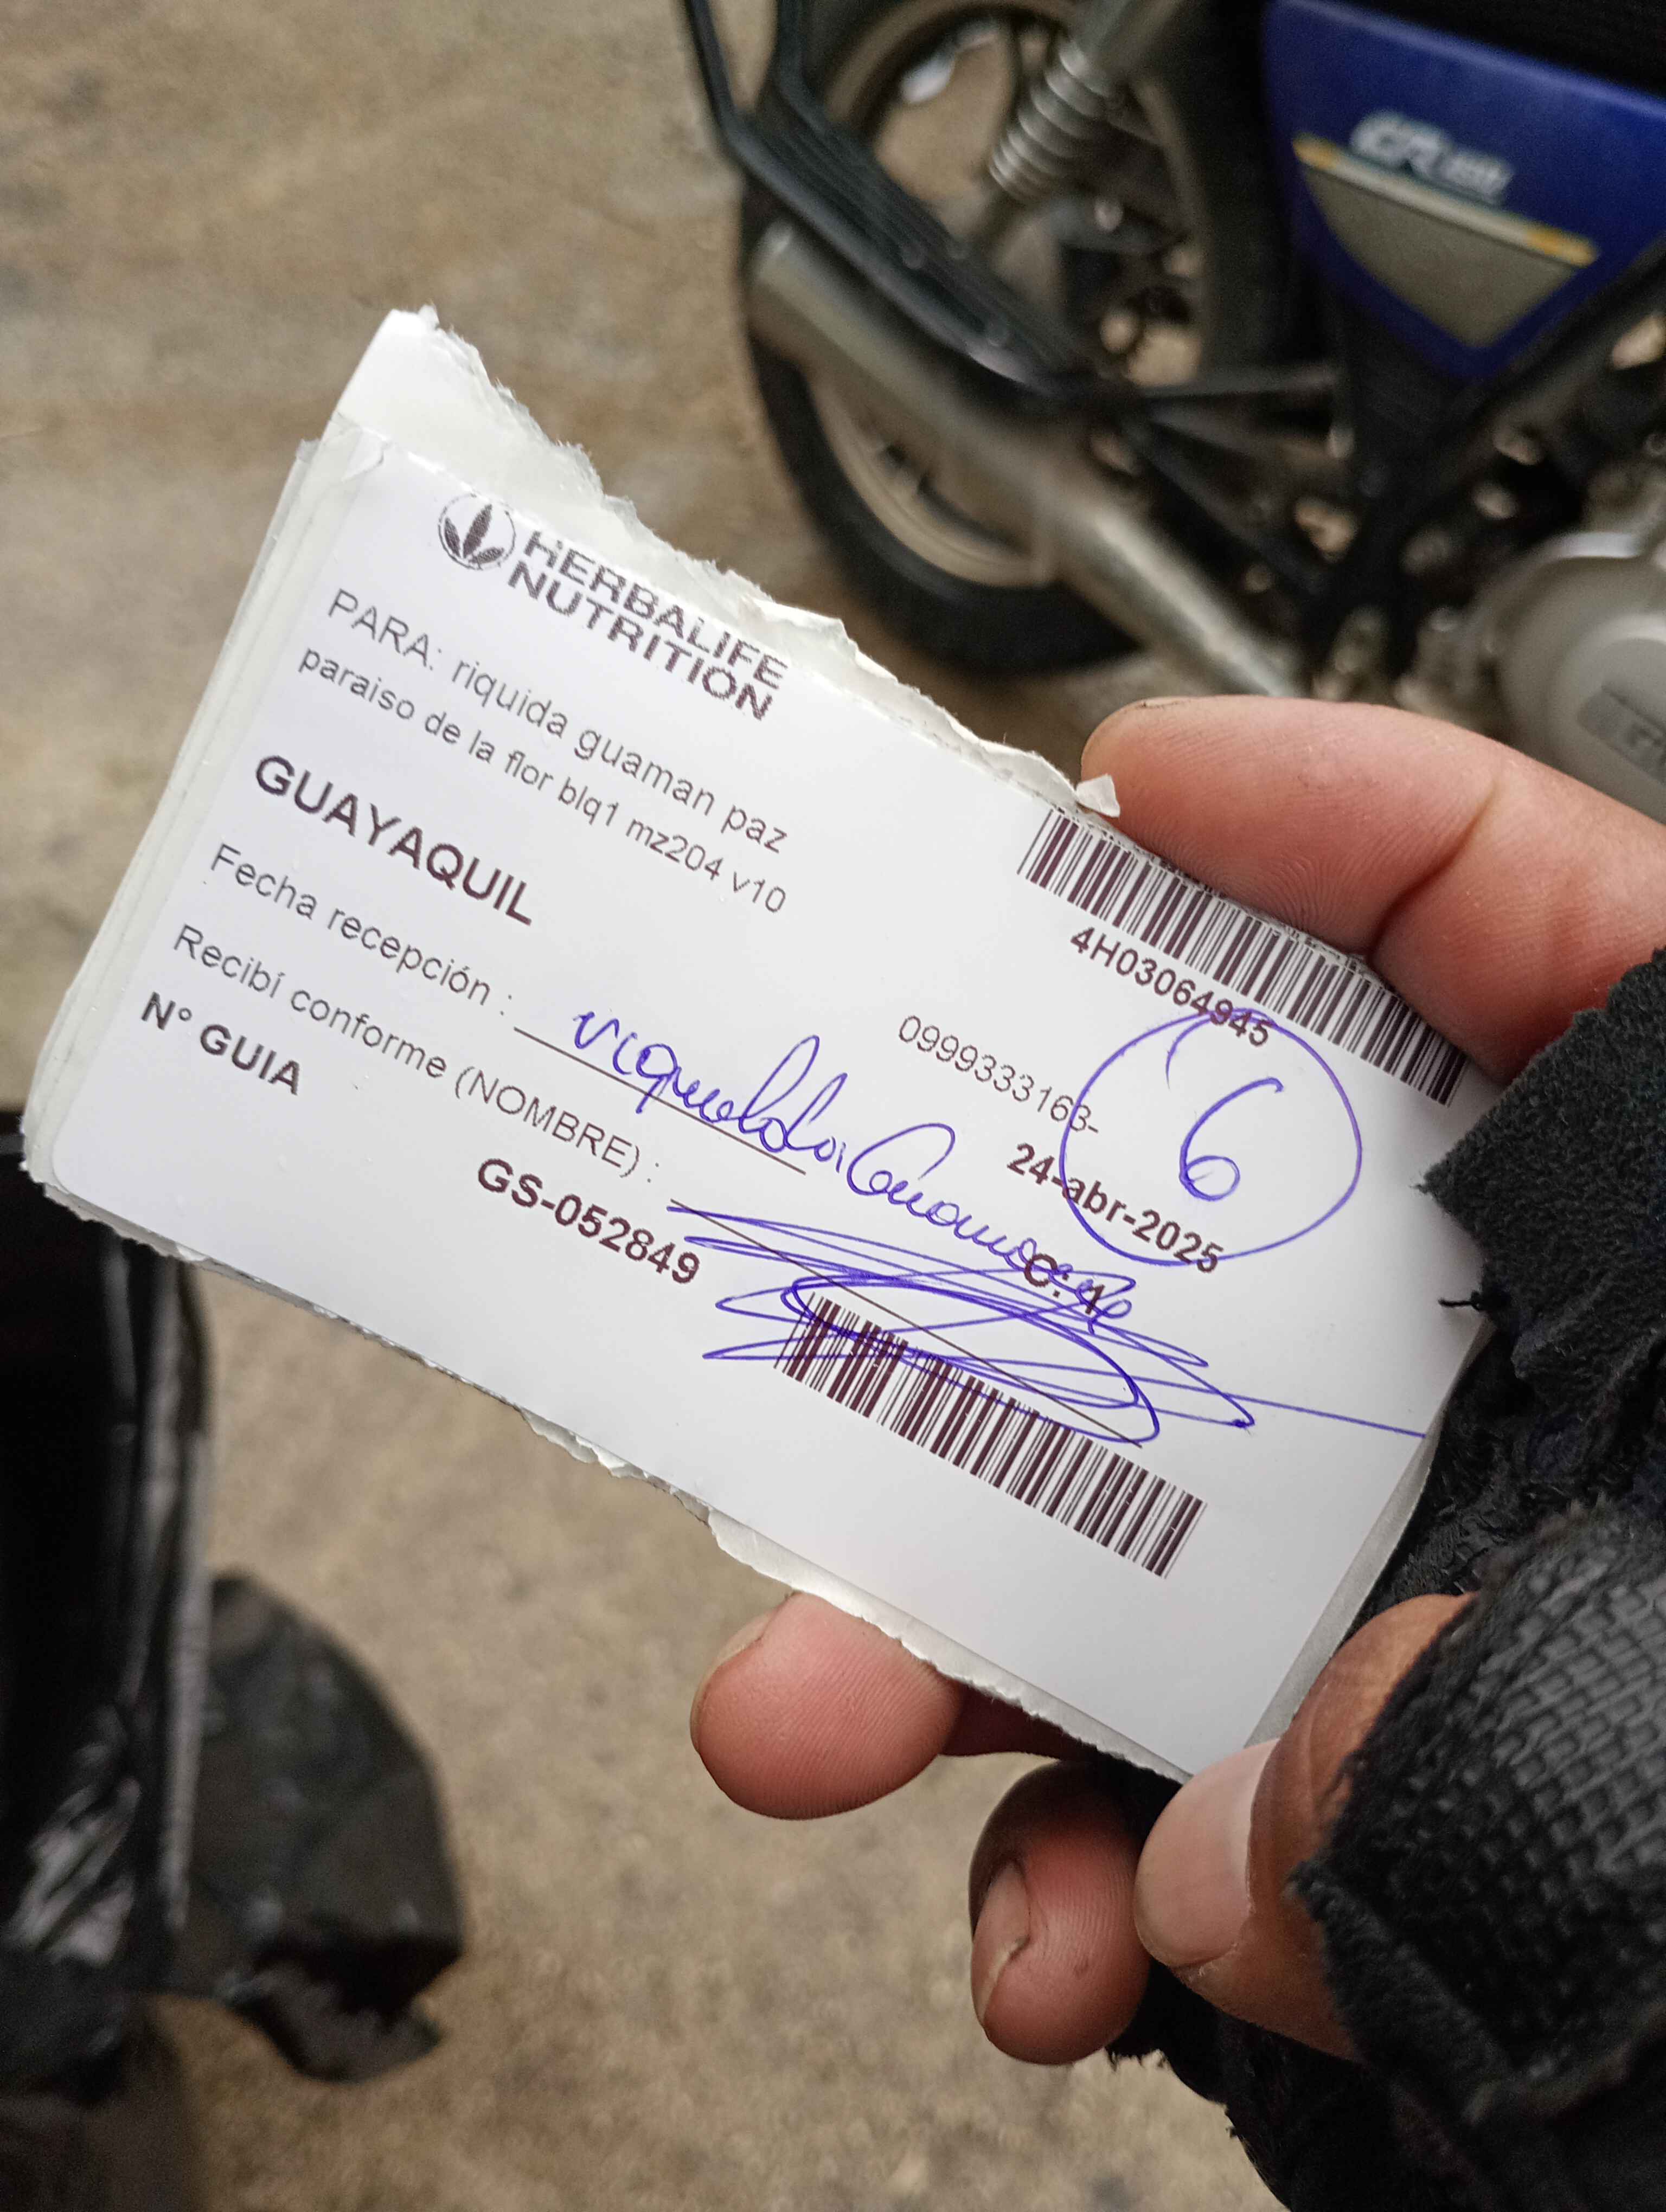 HERBALIFE
NUTRITION
PARA: riquida guaman paz
paraiso de la flor blq1 mz204 v10
4H03064945
GUAYAQUIL
0999333163-
6
Fecha recepción :
24-abr-2025
Recibí conforme (NOMBRE) :
C: 1
N° GUIA
GS-052849